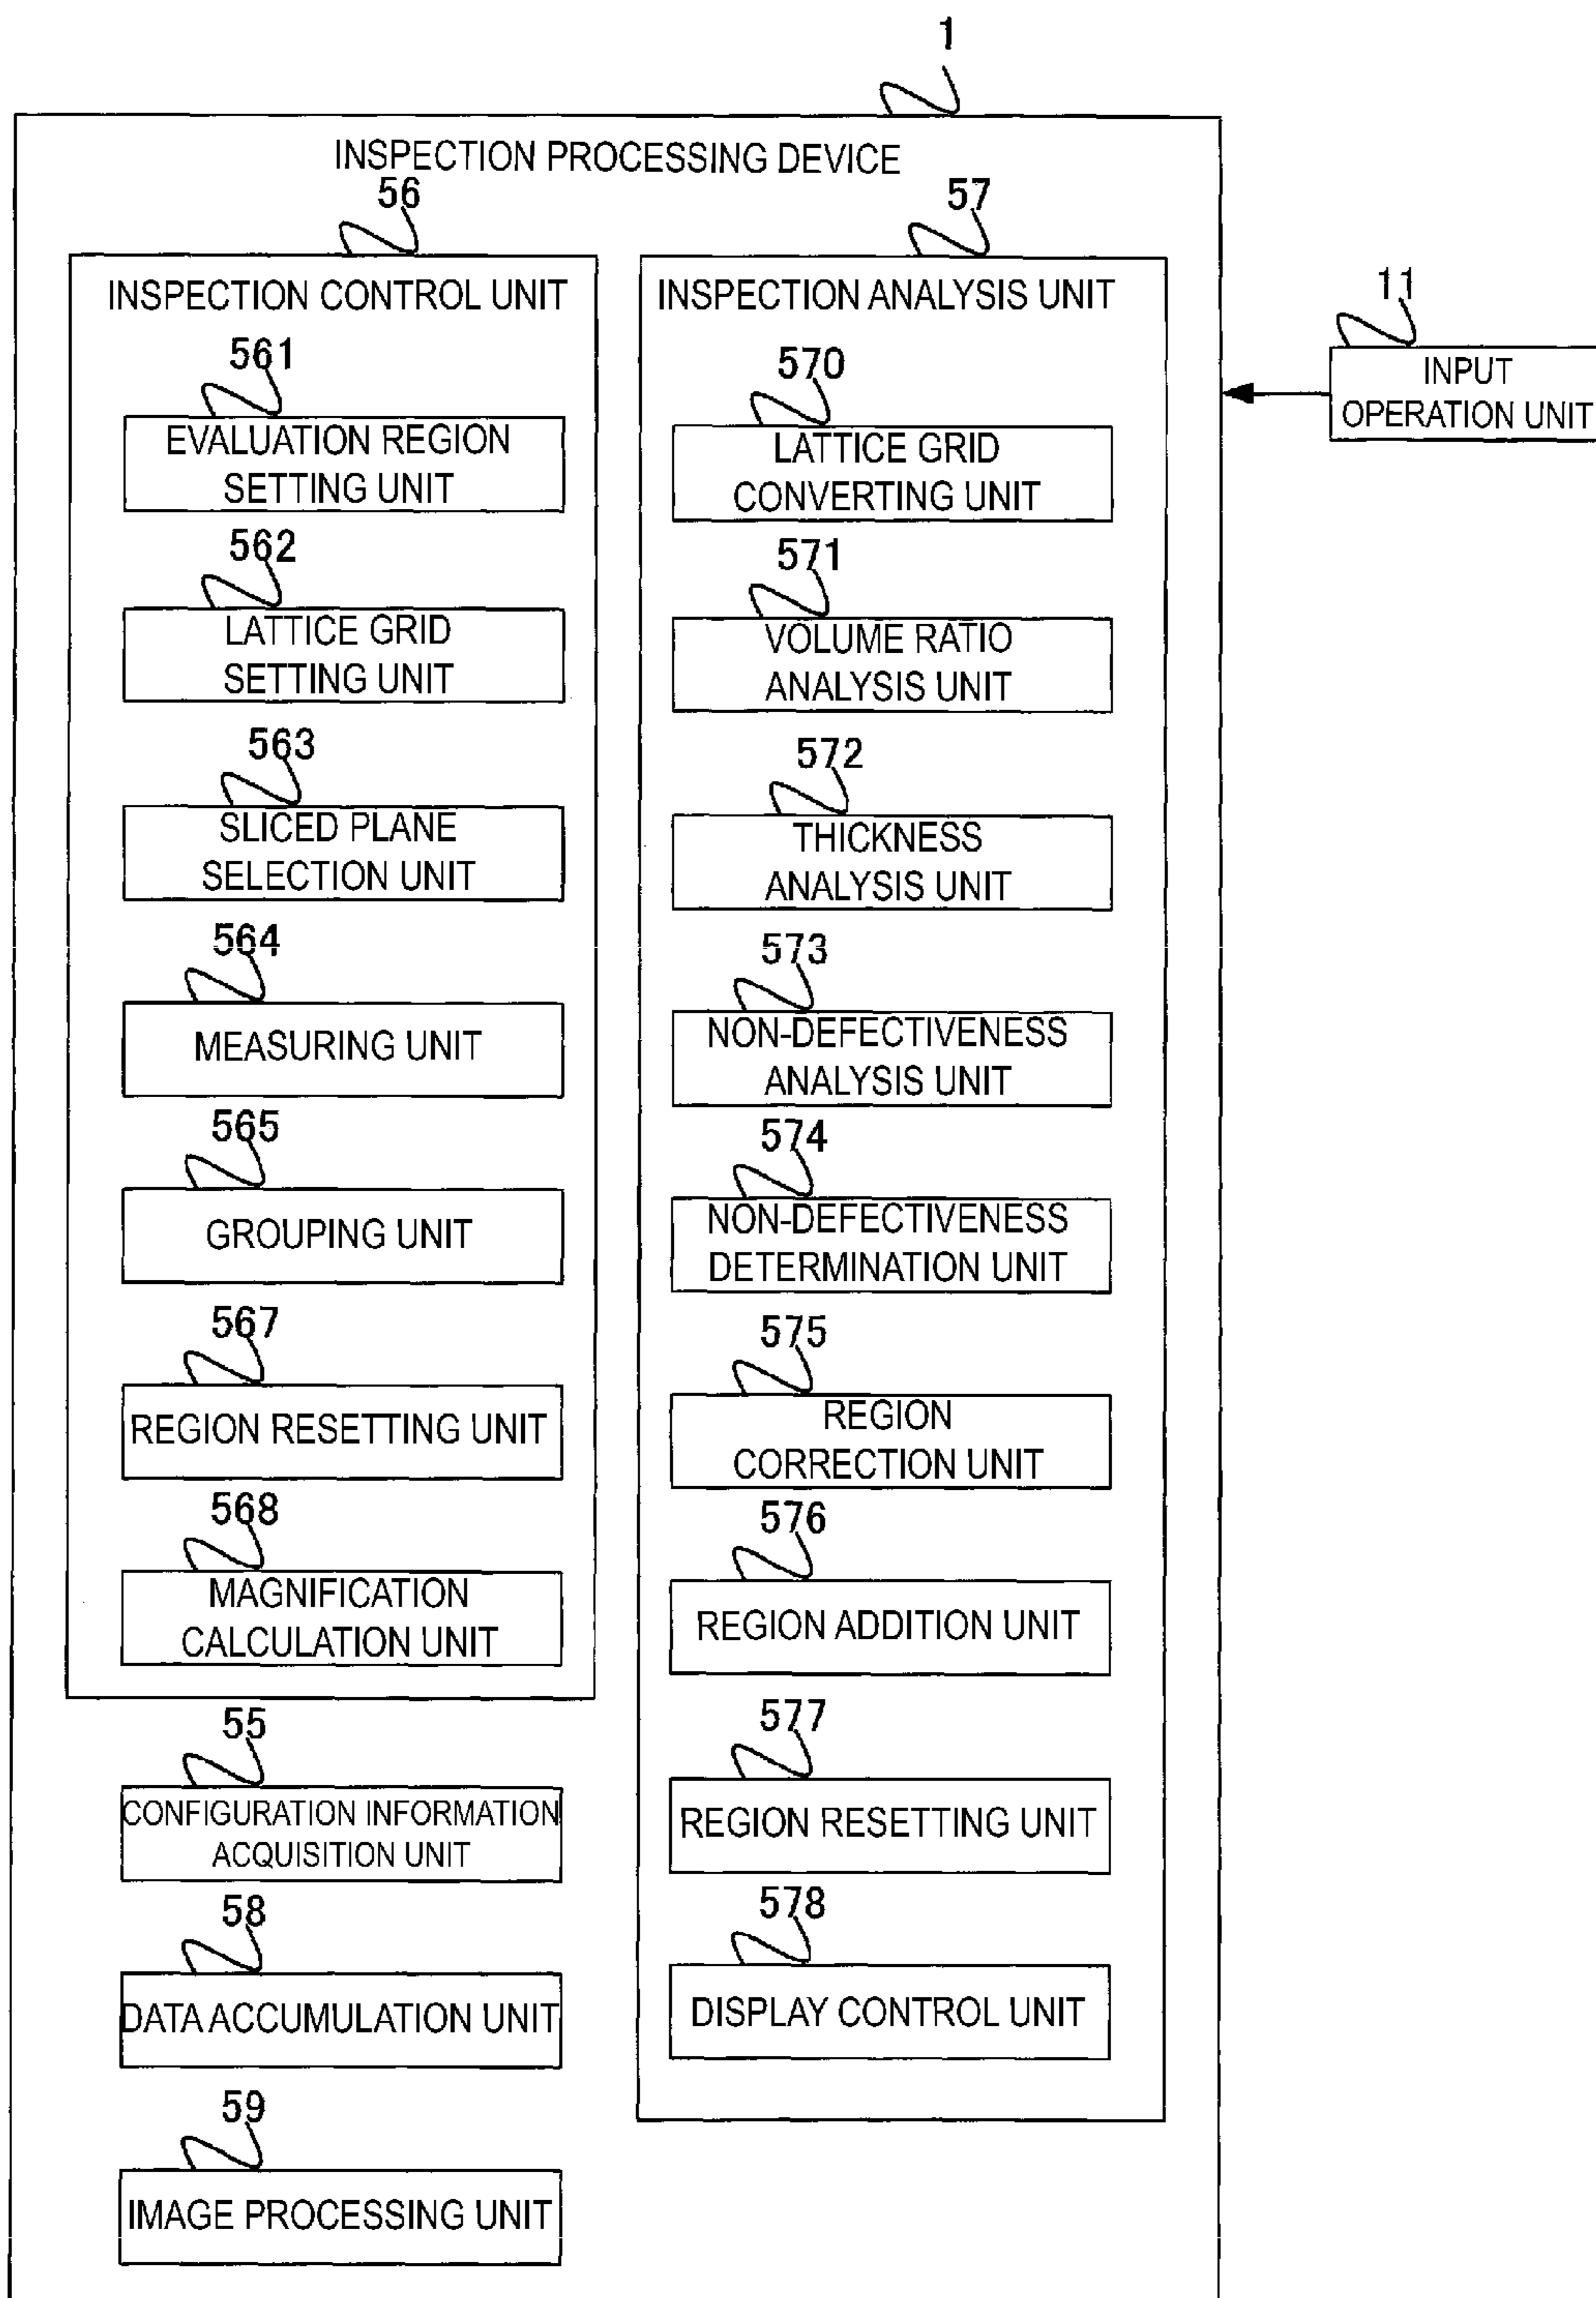 1
INSPECTION PROCESSING DEVICE
56
INSPECTION CONTROL UNIT
561
EVALUATION REGION
SETTING UNIT
562
LATTICE GRID
SETTING UNIT
563
SLICED PLANE
SELECTION UNIT
564
MEASURING UNIT
565
GROUPING UNIT
567
REGION RESETTING UNIT
568
MAGNIFICATION
CALCULATION UNIT
55
CONFIGURATION INFORMATION
ACQUISITION UNIT
58
DATA ACCUMULATION UNIT
59
IMAGE PROCESSING UNIT
57
INSPECTION ANALYSIS UNIT
570
LATTICE GRID
CONVERTING UNIT
571
VOLUME RATIO
ANALYSIS UNIT
572
THICKNESS
ANALYSIS UNIT
573
NON-DEFECTIVENESS
ANALYSIS UNIT
574
NON-DEFECTIVENESS
DETERMINATION UNIT
575
REGION
CORRECTION UNIT
576
REGION ADDITION UNIT
577
REGION RESETTING UNIT
578
DISPLAY CONTROL UNIT
11
INPUT
OPERATION UNIT